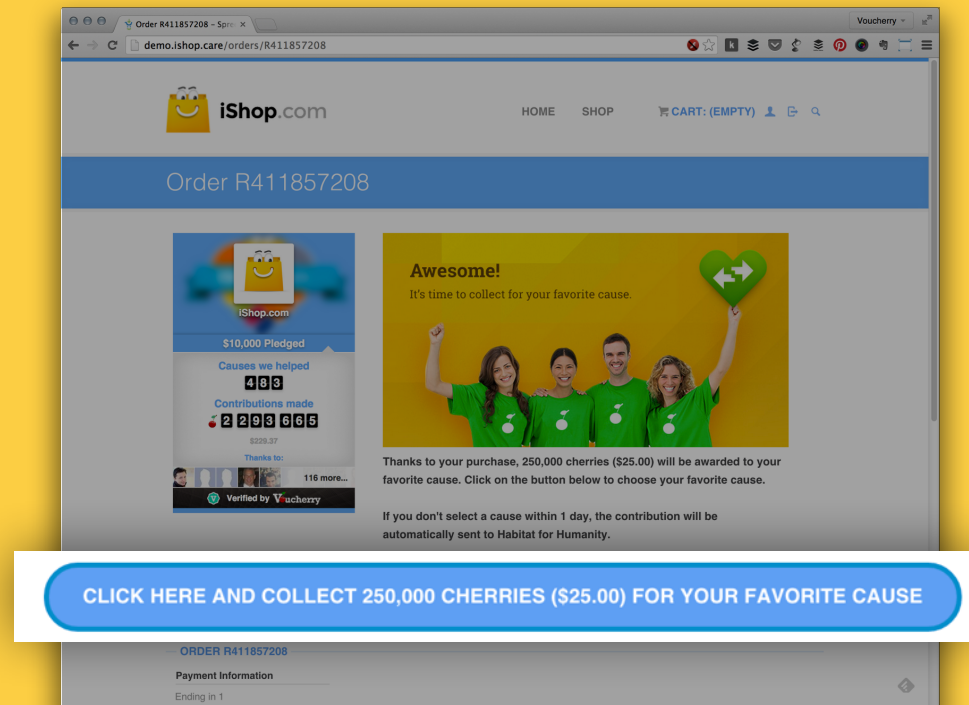 Order R411857208 - Spre
Voucherry
demo.ishop.care/orders/R411857208
iShop.com
HOME SHOP CART: (EMPTY)
Order R411857208
iShop.com
$10,000 Pledged
Causes we helped
483
Contributions made
2 293 665
$229.37
Thanks to:
116 more...
Verified by Voucherry
Awesome!
It's time to collect for your favorite cause.
Thanks to your purchase, 250,000 cherries ($25.00) will be awarded to your
favorite cause. Click on the button below to choose your favorite cause.
If you don't select a cause within 1 day, the contribution will be
automatically sent to Habitat for Humanity.
CLICK HERE AND COLLECT 250,000 CHERRIES ($25.00) FOR YOUR FAVORITE CAUSE
ORDER R411857208
Payment Information
Ending in 1